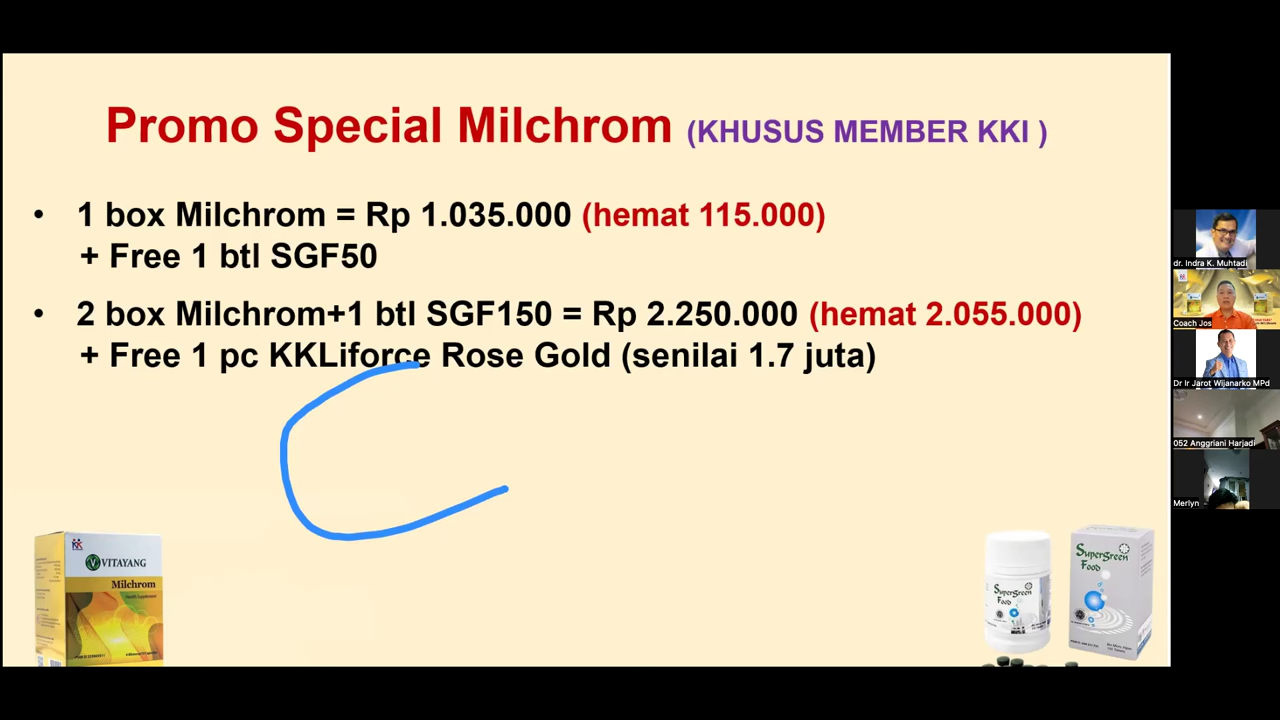 Promo Special Milchrom (KHUSUS MEMBER KKI )
• 1 box Milchrom = Rp 1.035.000 (hemat 115.000)
+ Free 1 btl SGF50
• 2 box Milchrom+1 btl SGF150 = Rp 2.250.000 (hemat 2.055.000)
+ Free 1 pc KKLiforce Rose Gold (senilai 1.7 juta)
VITAYANG
Milchrom
Health Supplement
Supergreen
Food
Supergreen
Food
dr. Indra K. Muhtadi
Coach Jos
Dr Ir Jarot Wijanarko MPd
052 Anggriani Harjadi
Merlyn